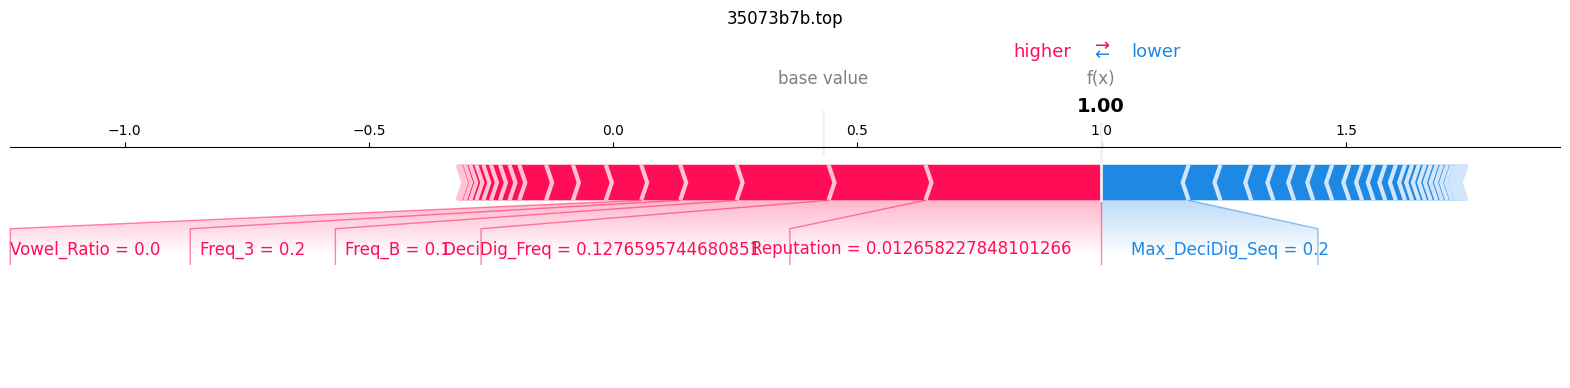 35073b7b.top
higher ⇄ lower
base value f(x)
1.00
−1.0 −0.5 0.0 0.5 1.0 1.5
Vowel_Ratio = 0.0 Freq_3 = 0.2 Freq_B = 0.1 DeciDig_Freq = 0.1276595744680851 Reputation = 0.012658227848101266 Max_DeciDig_Seq = 0.2